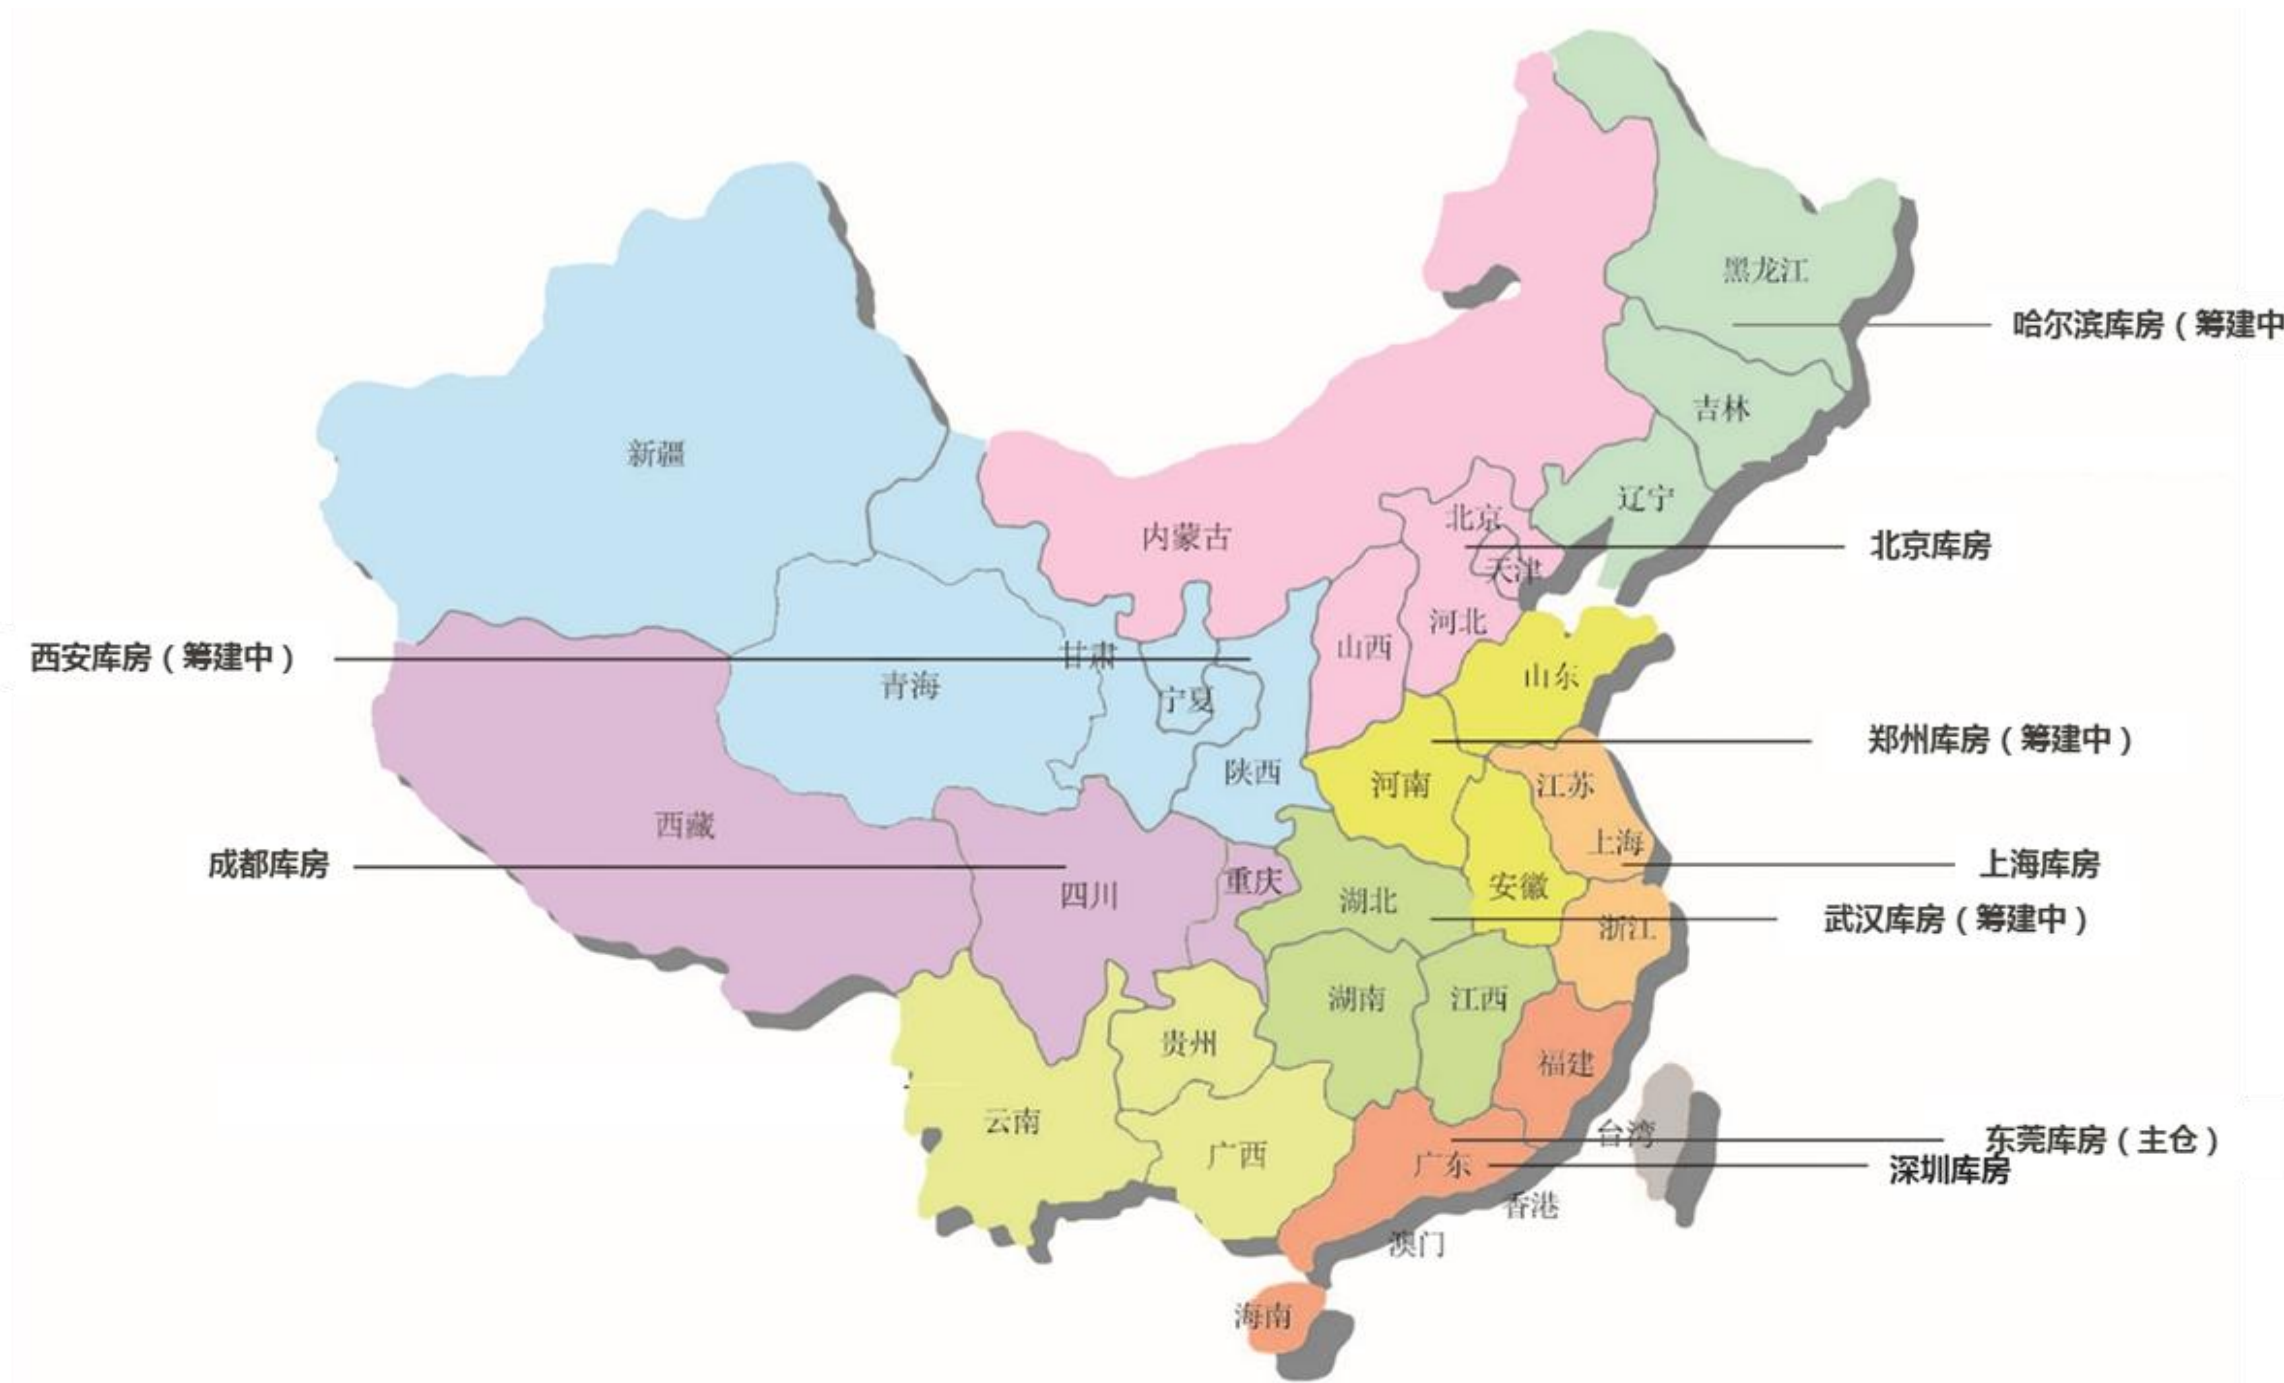 黑龙江
哈尔滨库房（筹建中
吉林
新疆
辽宁
北京
内蒙古
北京库房
天津
河北
山西
甘肃
西安库房（筹建中）
山东
青海
宁夏
郑州库房（筹建中）
陕西
河南
江苏
西藏
上海
成都库房
上海库房
重庆
安徽
四川
湖北
武汉库房（筹建中）
浙江
湖南
江西
贵州
福建
云南
台湾
东莞库房（主仓）
广西
广东
深圳库房
香港
澳门
海南